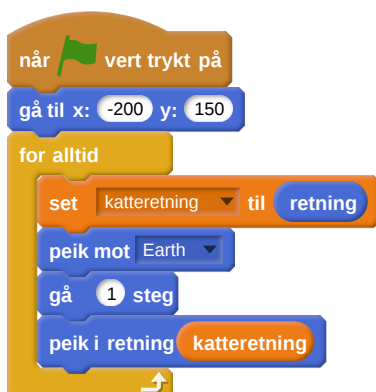 når vert trykt på
gå til x: -200 y: 150
for alltid
set katteretning til retning
peik mot Earth
gå 1 steg
peik i retning katteretning